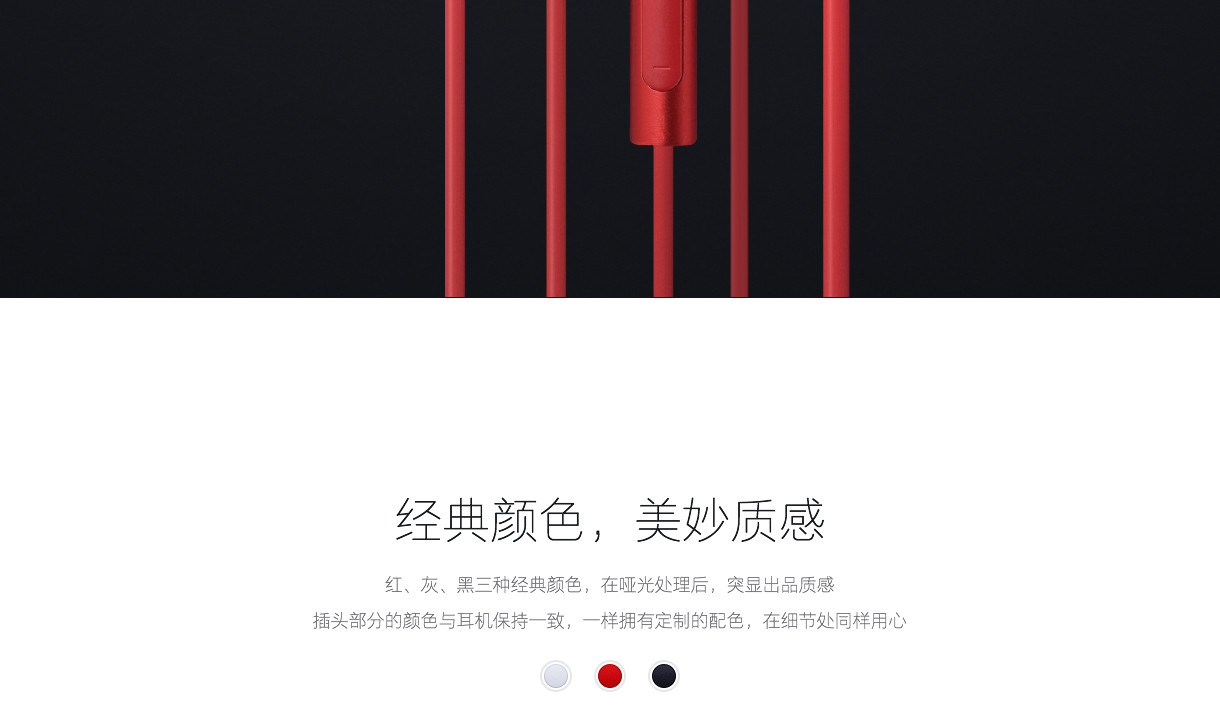 经典颜色，美妙质感
红、灰、黑三种经典颜色，在哑光处理后，突显出品质感
插头部分的颜色与耳机保持一致，一样拥有定制的配色，在细节处同样用心